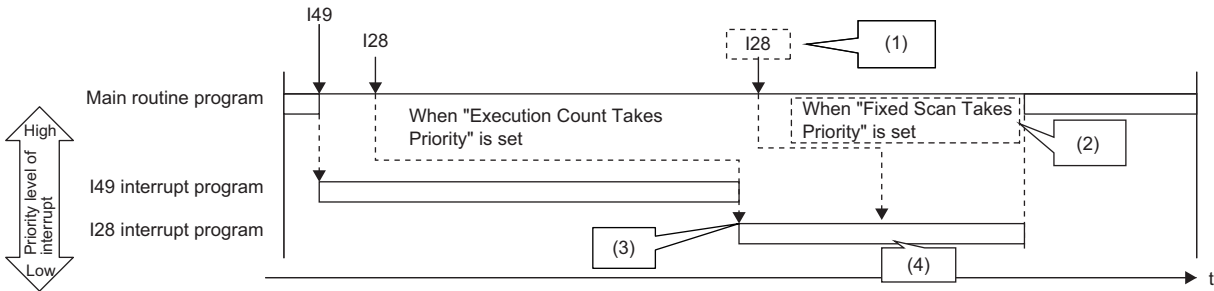 I49
I28
I28
(1)
Main routine program
When "Execution Count Takes
Priority" is set
When "Fixed Scan Takes
Priority" is set
(2)
High
Priority level of
interrupt
Low
I49 interrupt program
I28 interrupt program
(3)
(4)
t